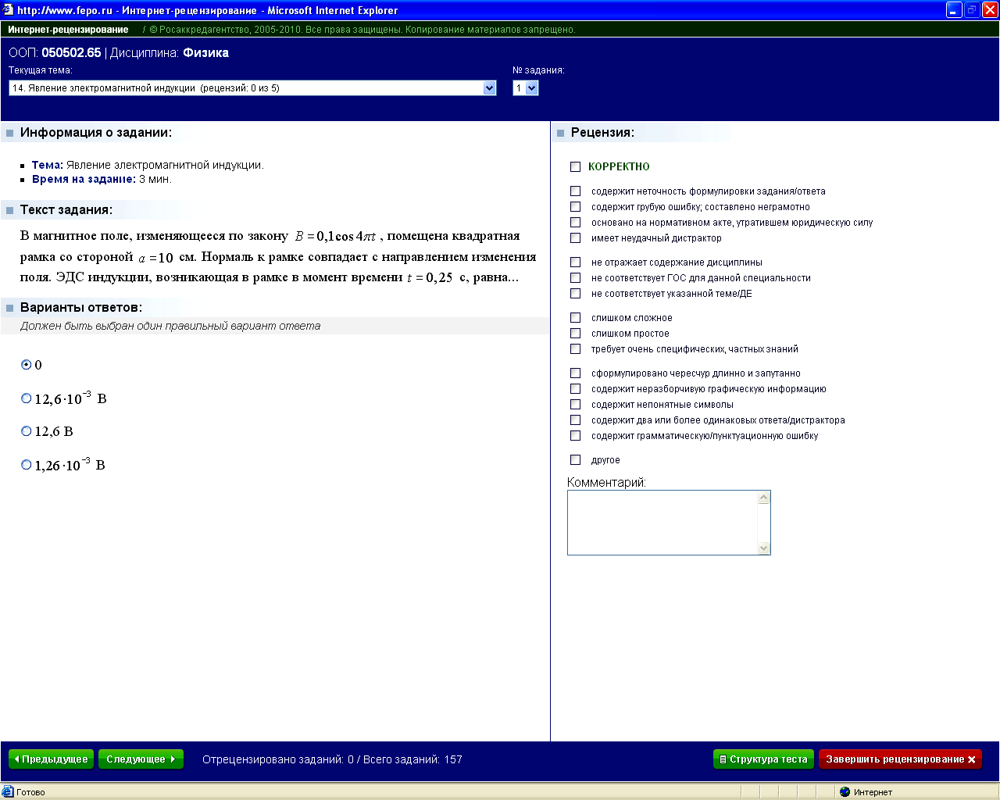 http://www.fepo.ru - Интернет-рецензирование - Microsoft Internet Explorer
Интернет-рецензирование / © Росаккредагентство, 2005-2010. Все права защищены. Копирование материалов запрещено.
ООП: 050502.65 | Дисциплина: Физика
Текущая тема: № задания:
14. Явление электромагнитной индукции (рецензий: 0 из 5) 1
Информация о задании:
Тема: Явление электромагнитной индукции.
Время на задание: 3 мин.
Текст задания:
В магнитное поле, изменяющееся по закону B = 0,1cos 4πt , помещена квадратная
рамка со стороной a = 10 см. Нормаль к рамке совпадает с направлением изменения
поля. ЭДС индукции, возникающая в рамке в момент времени t = 0,25 с, равна...
Варианты ответов:
Должен быть выбран один правильный вариант ответа
0
12,6·10⁻³ В
12,6 В
1,26·10⁻³ В
Рецензия:
КОРРЕКТНО
содержит неточность формулировки задания/ответа
содержит грубую ошибку; составлено неграмотно
основано на нормативном акте, утратившем юридическую силу
имеет неудачный дистрактор
не отражает содержание дисциплины
не соответствует ГОС для данной специальности
не соответствует указанной теме/ДЕ
слишком сложное
слишком простое
требует очень специфических, частных знаний
сформулировано чересчур длинно и запутанно
содержит неразборчивую графическую информацию
содержит непонятные символы
содержит два или более одинаковых ответа/дистрактора
содержит грамматическую/пунктуационную ошибку
другое
Комментарий:
Предыдущее Следующее Отрецензировано заданий: 0 / Всего заданий: 157 Структура теста Завершить рецензирование
Готово Интернет